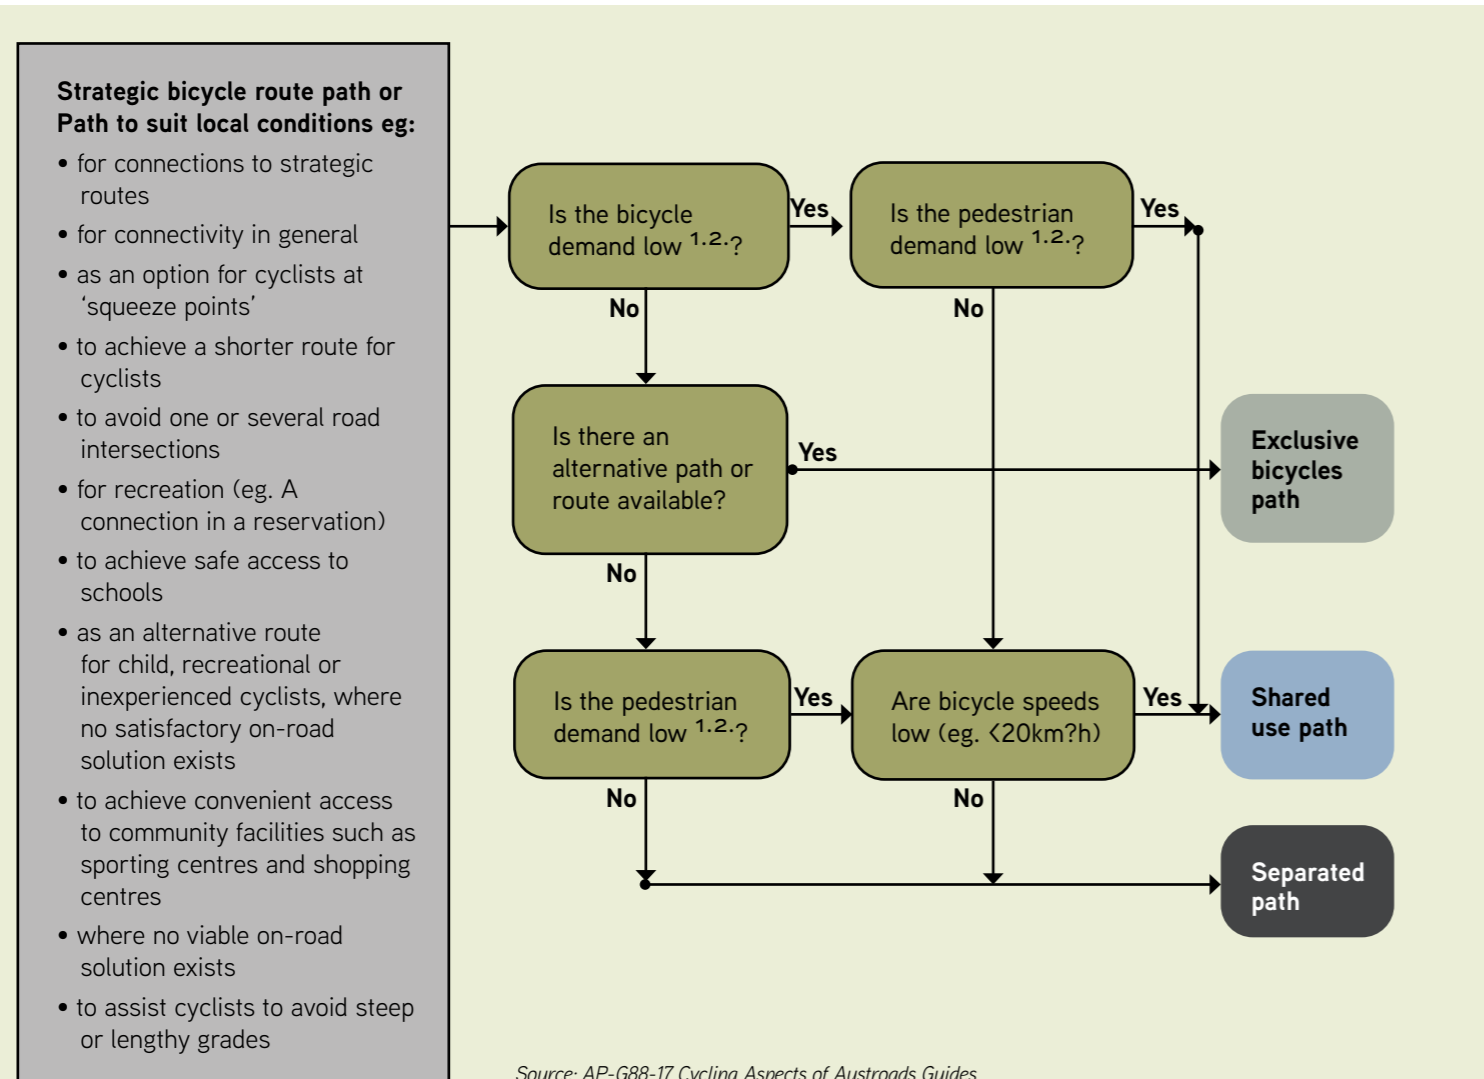 Strategic bicycle route path or
Path to suit local conditions eg:
• for connections to strategic
routes
• for connectivity in general
• as an option for cyclists at
‘squeeze points’
• to achieve a shorter route for
cyclists
• to avoid one or several road
intersections
• for recreation (eg. A
connection in a reservation)
• to achieve safe access to
schools
• as an alternative route
for child, recreational or
inexperienced cyclists, where
no satisfactory on-road
solution exists
• to achieve convenient access
to community facilities such as
sporting centres and shopping
centres
• where no viable on-road
solution exists
• to assist cyclists to avoid steep
or lengthy grades
Is the bicycle
demand low 1.2.?
Yes
No
Is the pedestrian
demand low 1.2.?
Yes
No
Is there an
alternative path or
route available?
Yes
No
Exclusive
bicycles
path
Is the pedestrian
demand low 1.2.?
Yes
No
Are bicycle speeds
low (eg. <20km?h)
Yes
No
Shared
use path
Separated
path
Source: AP-G88-17 Cycling Aspects of Austroads Guides